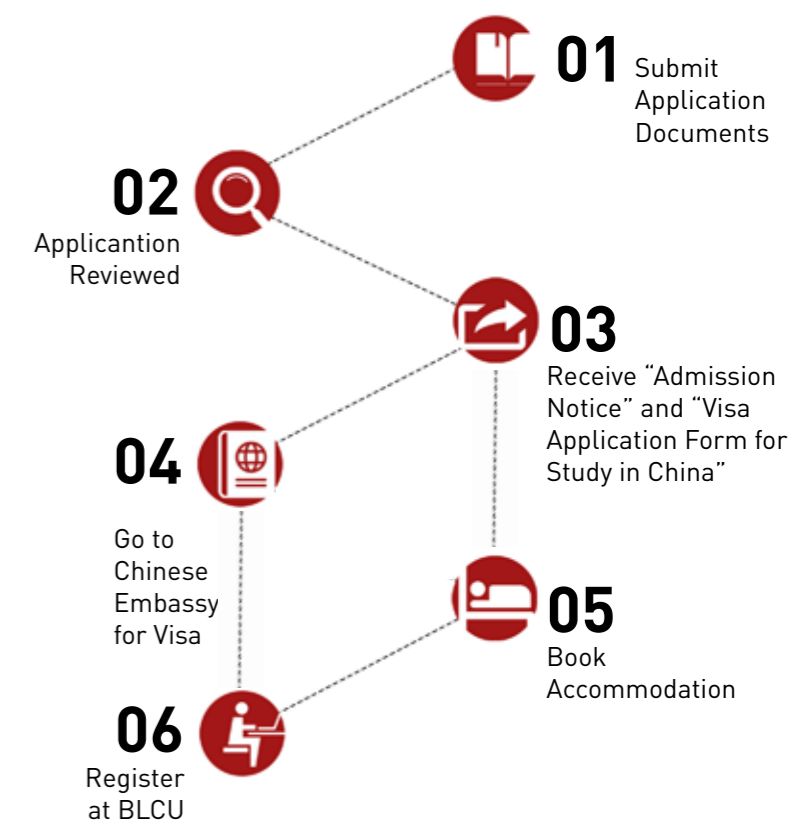 01
Submit
Application
Documents
02
Applicantion
Reviewed
03
Receive “Admission
Notice” and “Visa
Application Form for
Study in China”
04
Go to
Chinese
Embassy
for Visa
05
Book
Accommodation
06
Register
at BLCU